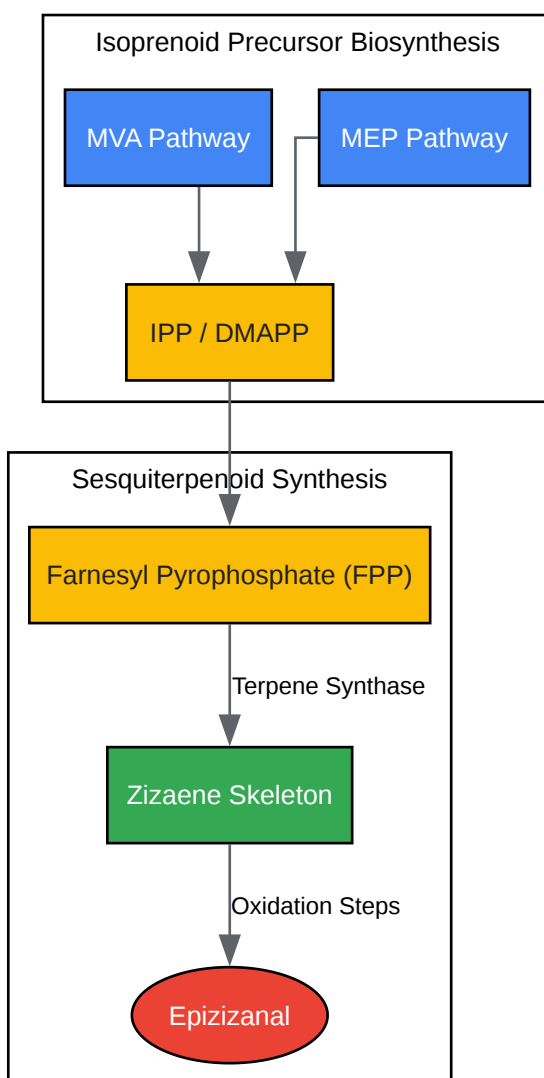 Isoprenoid Precursor Biosynthesis
MVA Pathway
MEP Pathway
IPP / DMAPP
Sesquiterpenoid Synthesis
Farnesyl Pyrophosphate (FPP)
Terpene Synthase
Zizaene Skeleton
Oxidation Steps
Epizizanal